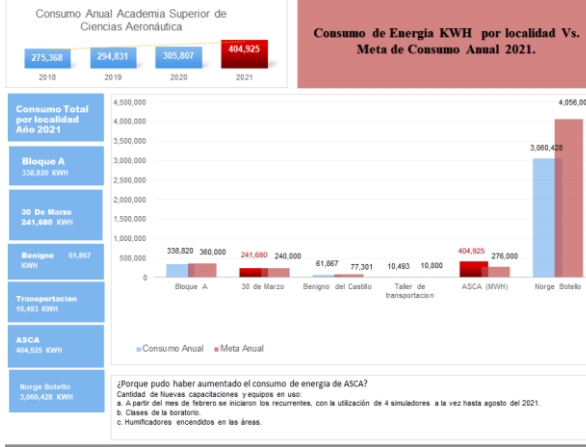 Consumo Anual Academia Superior de
Ciencias Aeronáutica
275,368
294,831
305,807
404,925
2018
2019
2020
2021
Consumo de Energia KWH por localidad Vs.
Meta de Consumo Anual 2021.
Consumo Total
por localidad
Año 2021
Bloque A
338,820 KWH
30 De Marzo
241,680 KWH
Benigno 61,867
KWH
Transportacion
10,493 KWH
ASCA
404,925 KWH
Norge Botello
3,060,428 KWH
4,500,000
4,000,000
3,500,000
3,000,000
2,500,000
2,000,000
1,500,000
1,000,000
500,000
0
338,820
360,000
241,680
240,000
61,867
77,301
10,493
10,800
404,925
276,000
3,060,428
4,056,00
Bloque A
30 de Marzo
Benigno del Castillo
Taller de
transportacion
ASCA (MWH)
Norge Botello
Consumo Anual
Meta Anual
¿Porque pudo haber aumentado el consumo de energia de ASCA?
Cantidad de Nuevas capacitaciones y equipos en uso:
a. A partir del mes de febrero se iniciaron los recurrentes, con la utilización de 4 simuladores a la vez hasta agosto del 2021.
b. Clases de la boratorio.
c. Humificadores encendidos en las áreas.